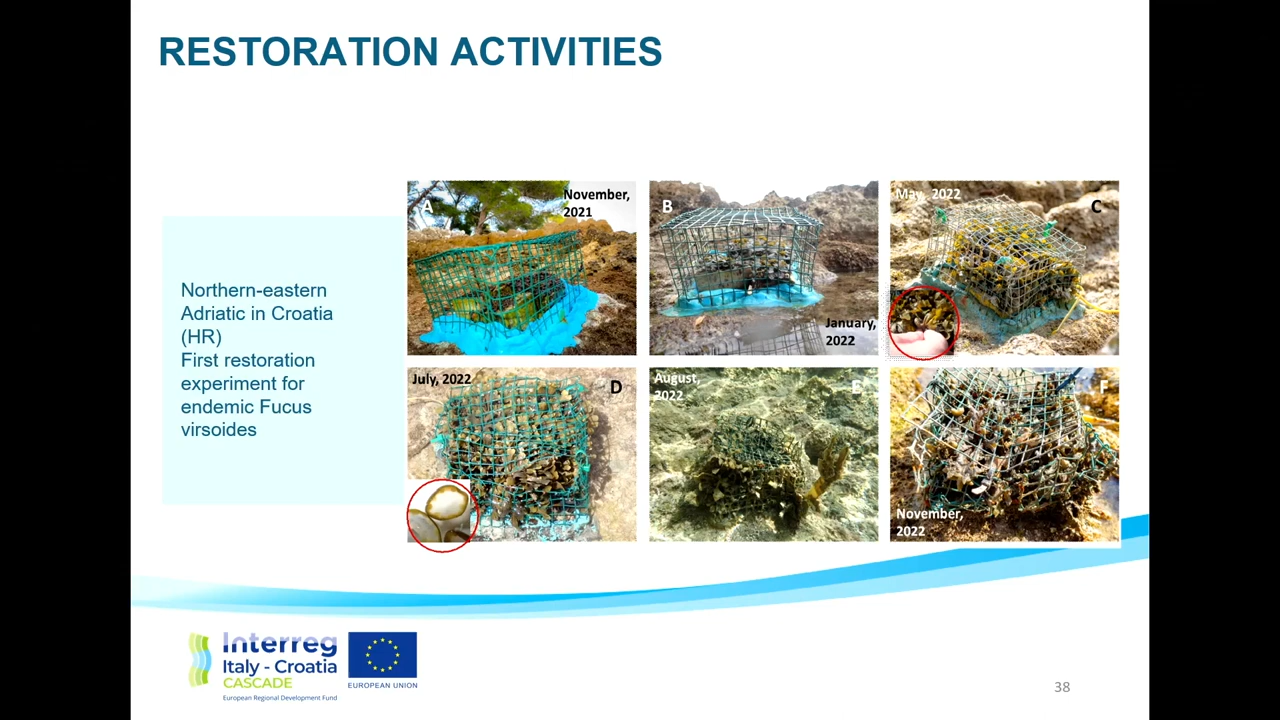 RESTORATION ACTIVITIES
Northern-eastern
Adriatic in Croatia
(HR)
First restoration
experiment for
endemic Fucus
virsoides
A
November,
2021
B
January,
2022
May, 2022
C
July, 2022
D
August,
2022
E
F
November,
2022
Interreg
Italy - Croatia
CASCADE
European Regional Development Fund
EUROPEAN UNION
38